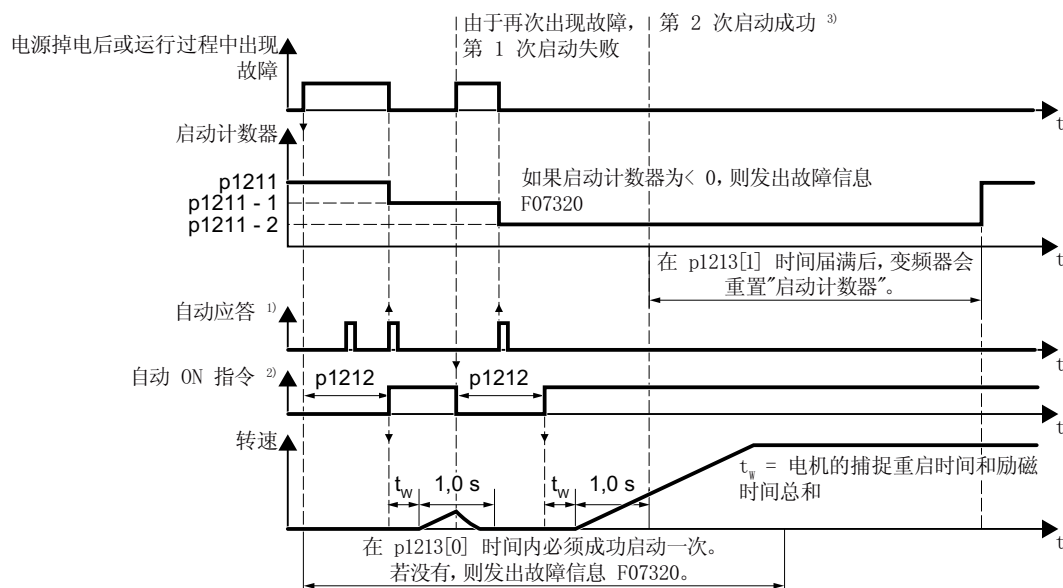 由于再次出现故障,
第 1 次启动失败
第 2 次启动成功 3)
电源掉电后或运行过程中出现
故障
t
启动计数器
p1211
p1211 - 1
p1211 - 2
如果启动计数器为< 0,则发出故障信息
F07320
t
在 p1213[1] 时间届满后,变频器会
重置"启动计数器"。
自动应答 1)
t
自动 ON 指令 2)
p1212
p1212
t
转速
tW
1,0 s
tW
1,0 s
tW = 电机的捕捉重启时间和励磁
时间总和
t
在 p1213[0] 时间内必须成功启动一次。
若没有,则发出故障信息 F07320。